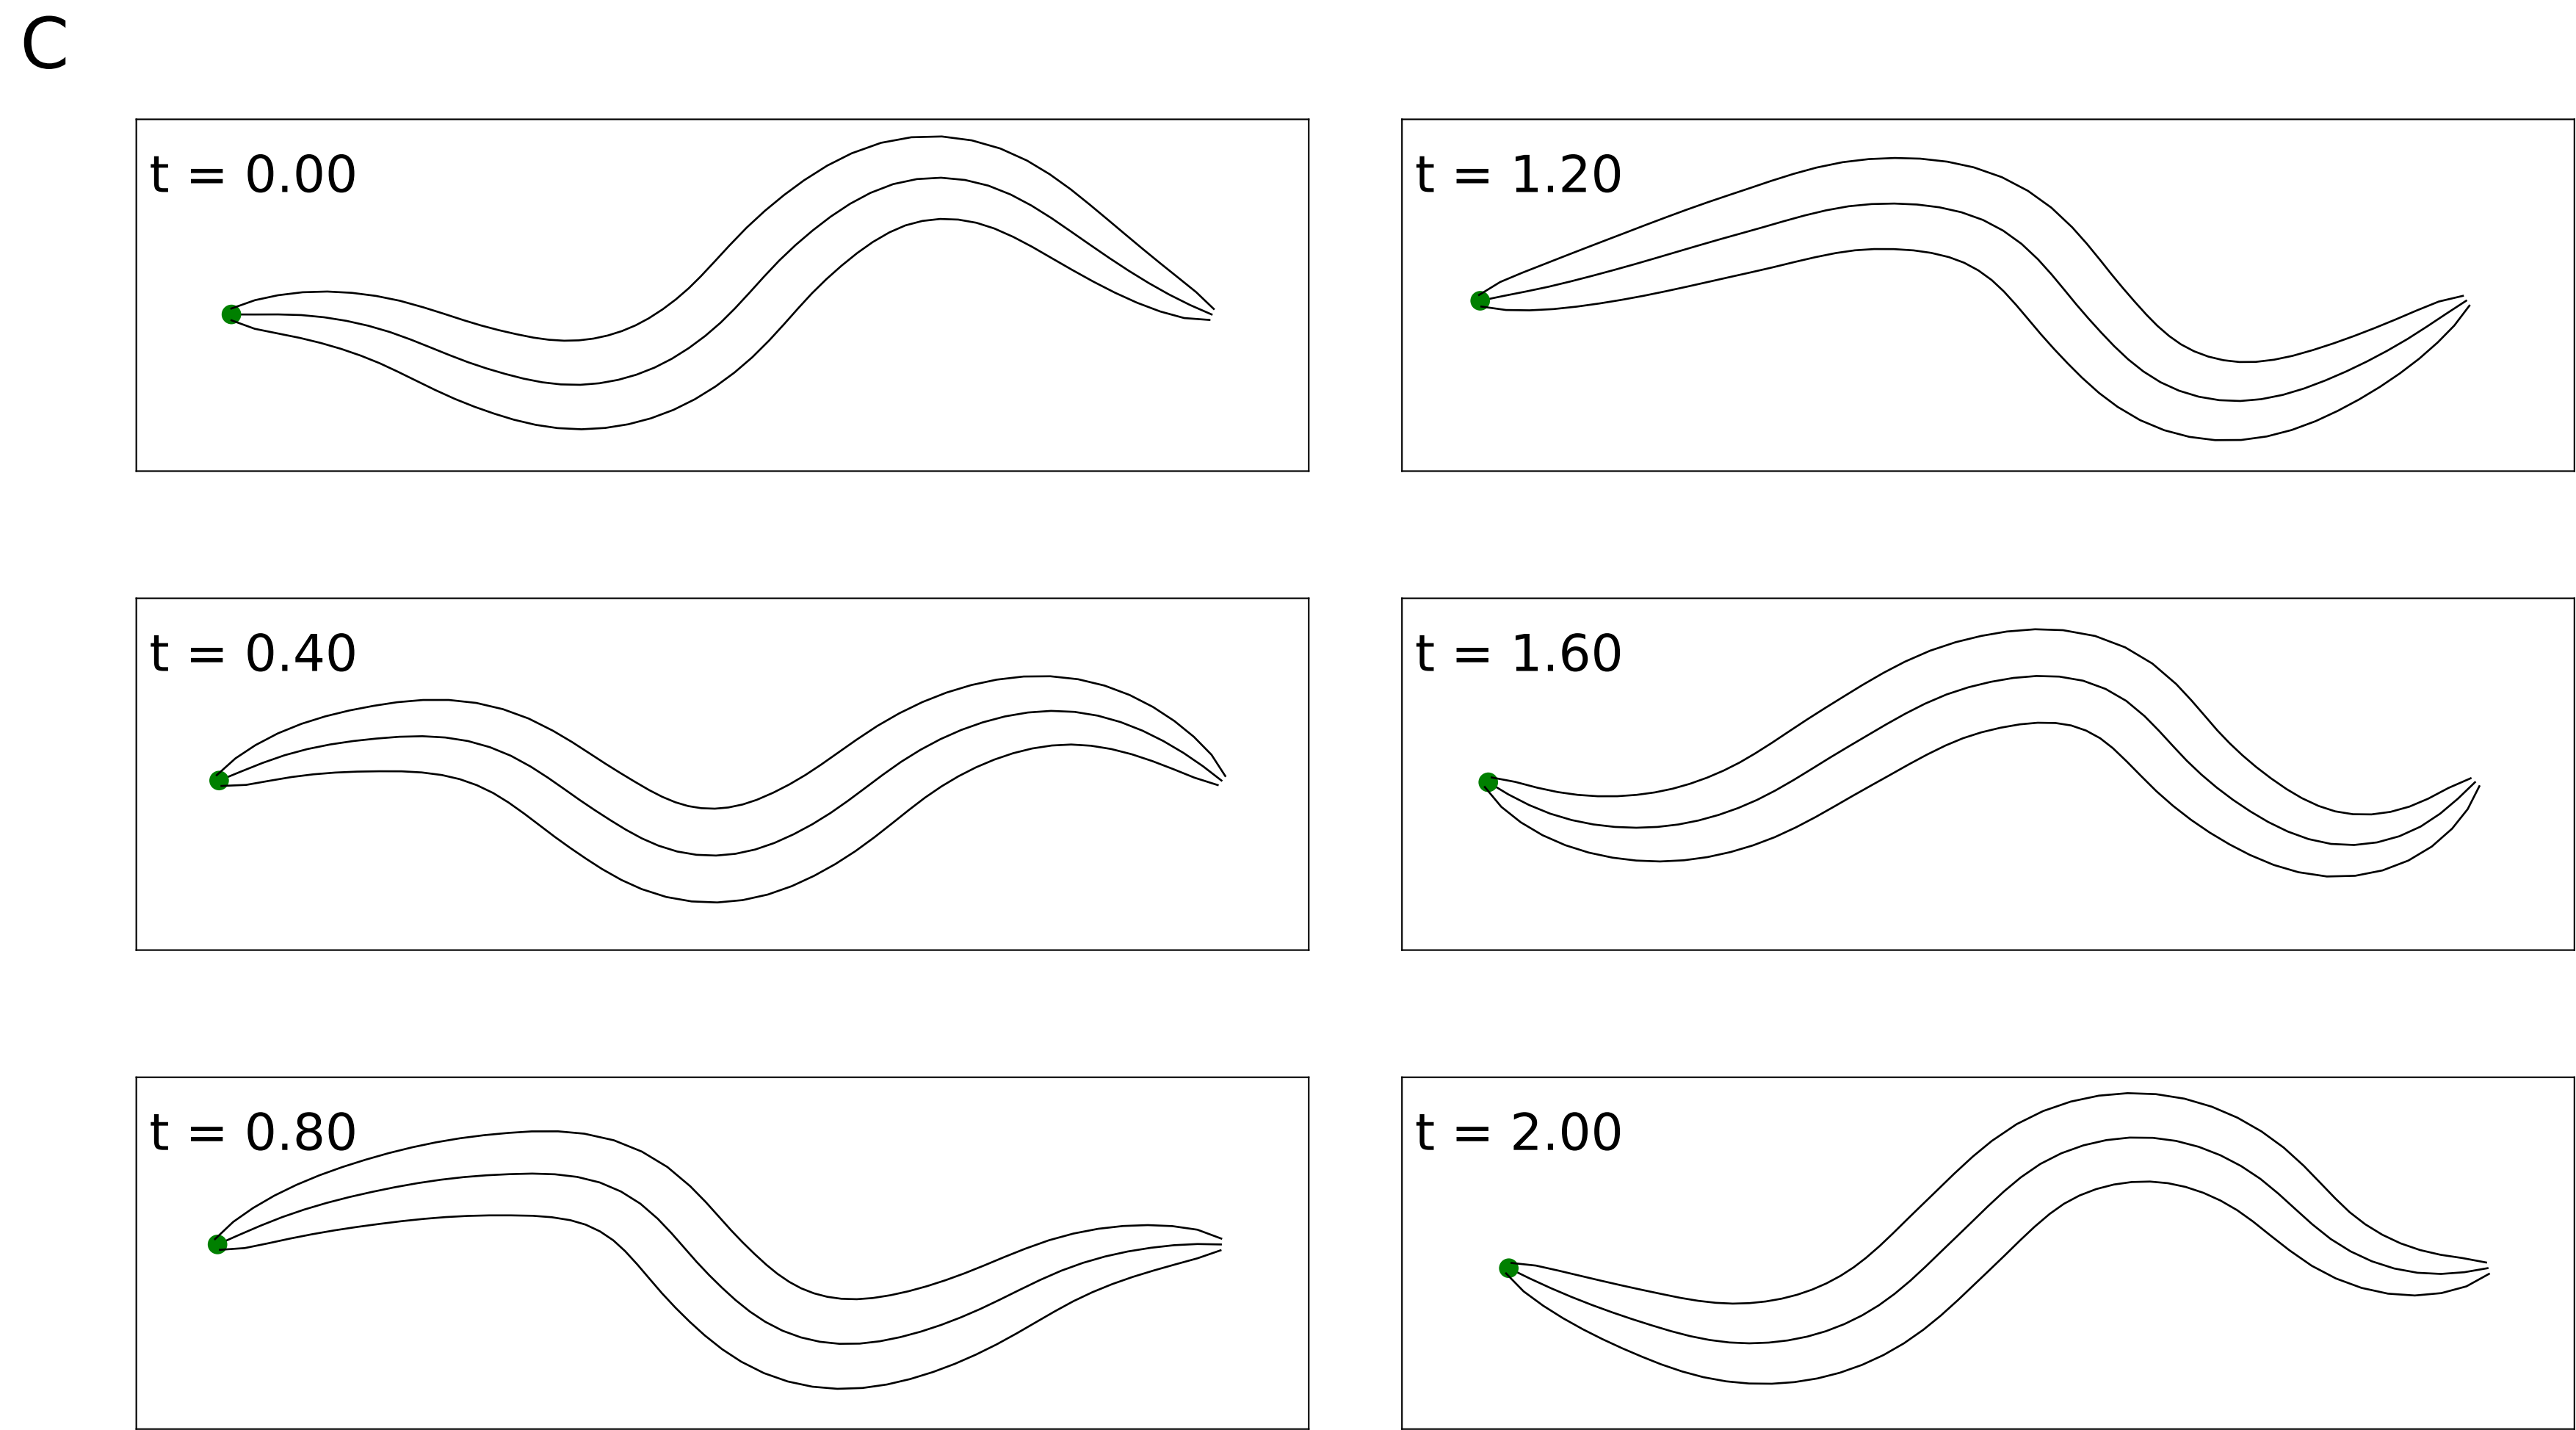 C
t = 0.00
t = 1.20
t = 0.40
t = 1.60
t = 0.80
t = 2.00